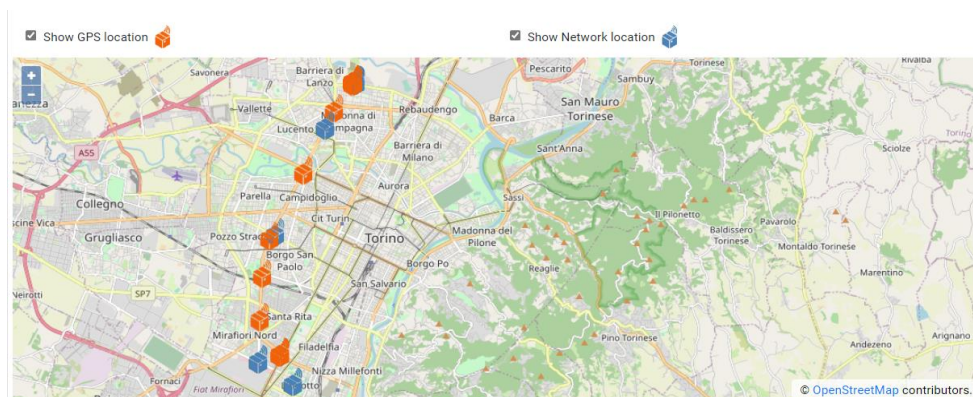 Show GPS location
Show Network location
+
−
Savonera
Barriera di
Lanzo
Pescarito
Torinese
Rivalba
Sambuy
San Mauro
Torinese
Vallette
Rebaudengo
Barca
Lucento
Sant'Anna
Sciolze
A55
Barriera di
Milano
Collegno
Parella
Campidoglio
Aurora
Sassi
Cit Turin
Il Pilonetto
Pavarolo
Grugliasco
Torino
Madonna del
Pilone
Baldissero
Torinese
Montaldo Torinese
Borgo San
Paolo
Borgo Po
Reaglie
Marentino
San Salvario
SP7
Santa Rita
Mirafiori Nord
Filadelfia
Pino Torinese
Arignano
Andezeno
Nizza Millefonti
Fornaci
Fiat Mirafiori
© OpenStreetMap contributors.